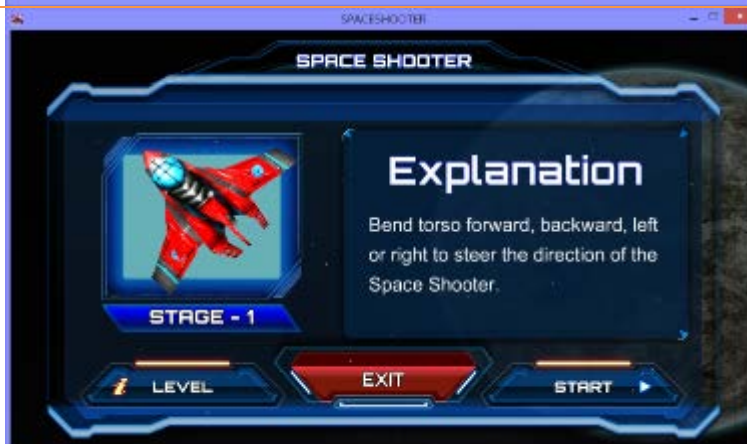 SPACESHOOTER
SPACE SHOOTER
Explanation
Bend torso forward, backward, left
or right to steer the direction of the
Space Shooter.
STAGE - 1
LEVEL
EXIT
START